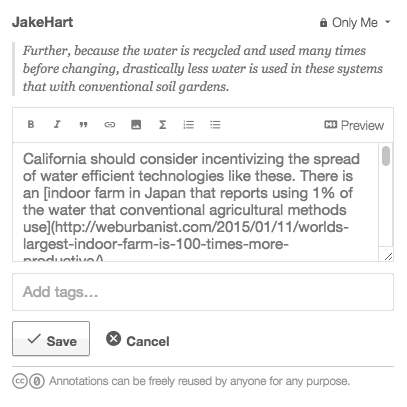 JakeHart Only Me
Further, because the water is recycled and used many times
before changing, drastically less water is used in these systems
that with conventional soil gardens.
B I " Σ Preview
California should consider incentivizing the spread
of water efficient technologies like these. There is
an [indoor farm in Japan that reports using 1% of
the water that conventional agricultural methods
use](http://weburbanist.com/2015/01/11/worlds-
largest-indoor-farm-is-100-times-more-
productive/)
Add tags...
Save Cancel
cc 0 Annotations can be freely reused by anyone for any purpose.